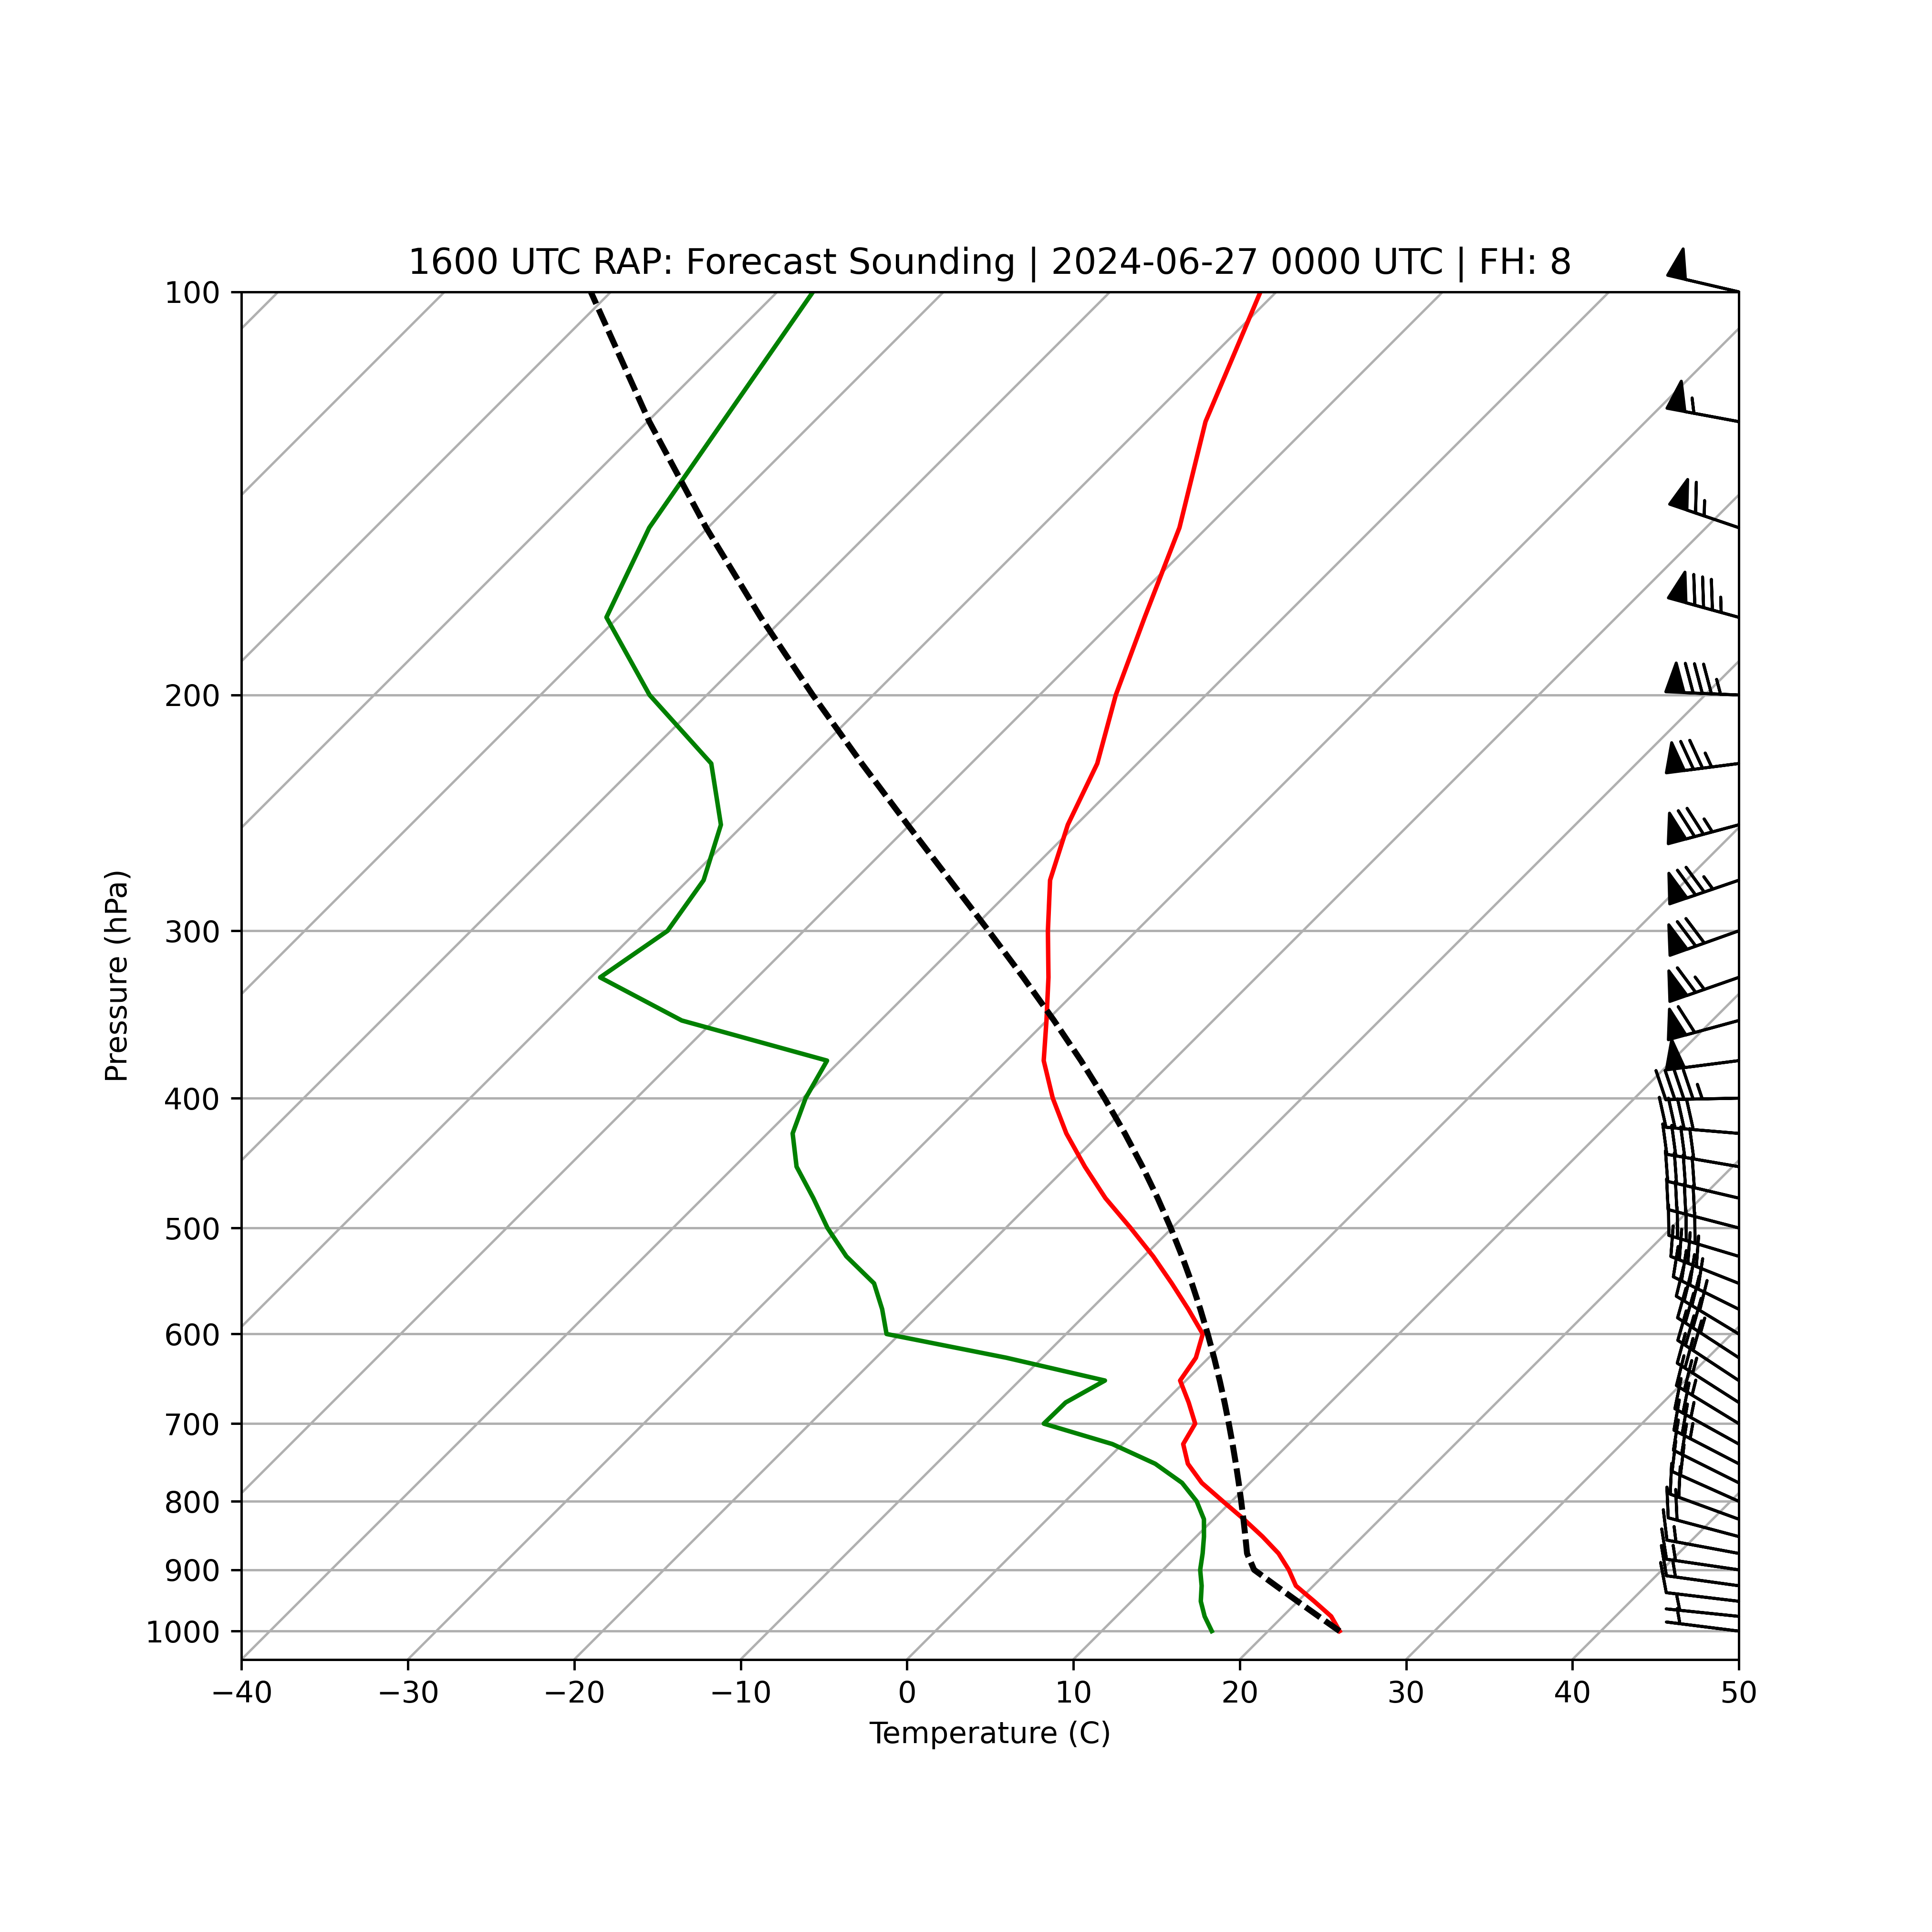 1600 UTC RAP: Forecast Sounding | 2024-06-27 0000 UTC | FH: 8
100
200
300
400
500
600
700
800
900
1000
Pressure (hPa)
−40 −30 −20 −10 0 10 20 30 40 50
Temperature (C)